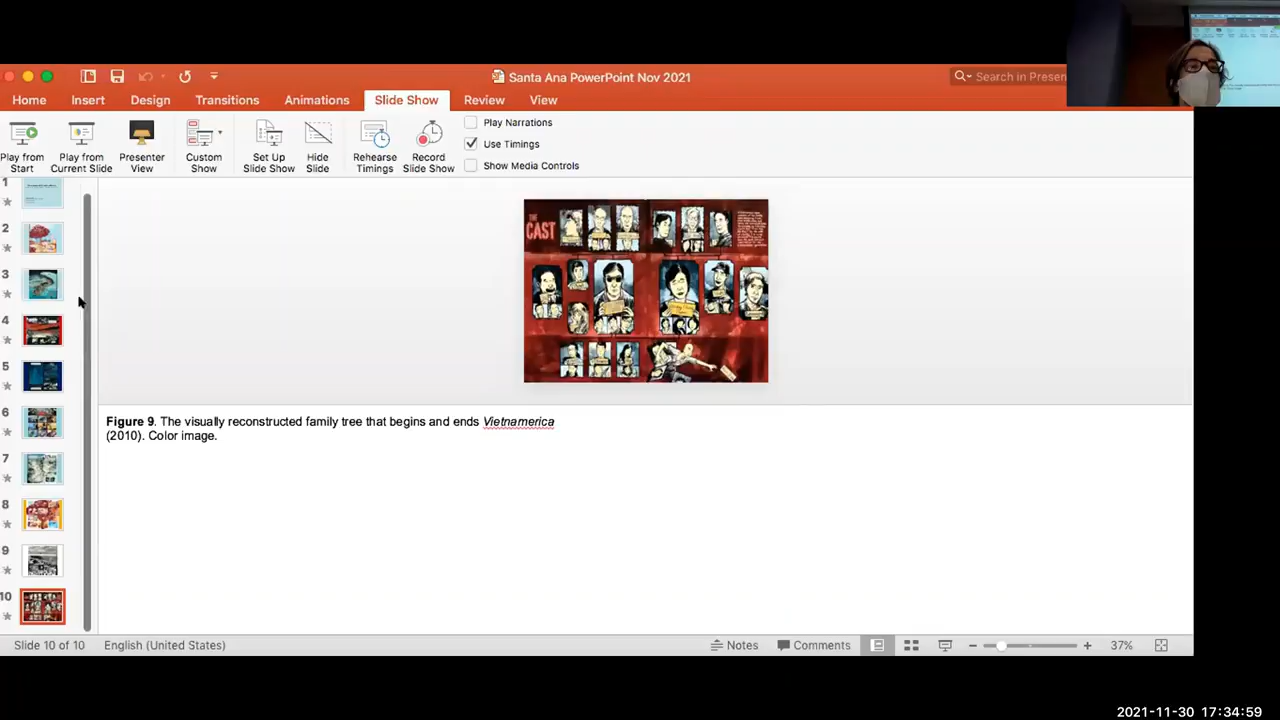 Santa Ana PowerPoint Nov 2021
Search in Presen
Home Insert Design Transitions Animations Slide Show Review View
Play from Start
Play from Current Slide
Presenter View
Custom Show
Set Up Slide Show
Hide Slide
Rehearse Timings
Record Slide Show
Play Narrations
Use Timings
Show Media Controls
1
2
3
4
5
6
7
8
9
10
THE CAST
Figure 9. The visually reconstructed family tree that begins and ends Vietnamerica
(2010). Color image.
Slide 10 of 10 English (United States) Notes Comments 37%
2021-11-30 17:34:59